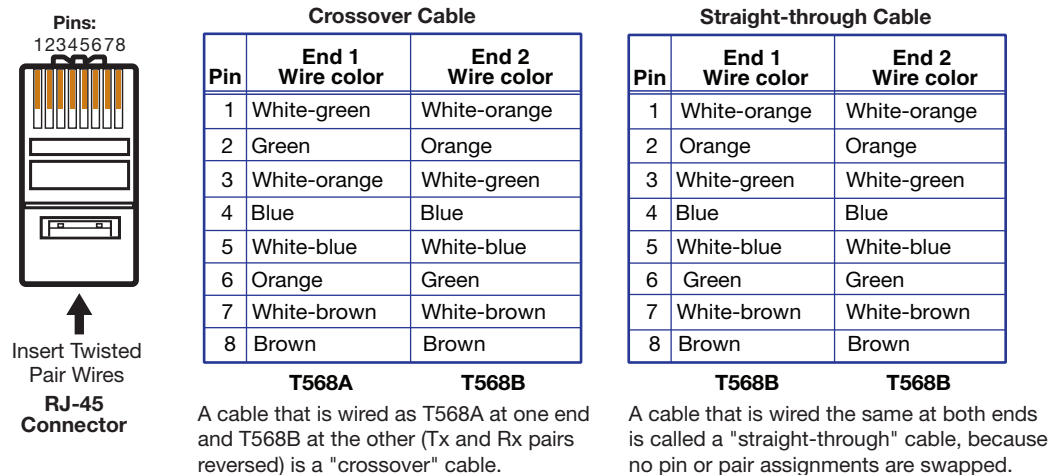 Pins:
12345678
Insert Twisted
Pair Wires
RJ-45
Connector
Crossover Cable
Pin End 1 Wire color End 2 Wire color
1 White-green White-orange
2 Green Orange
3 White-orange White-green
4 Blue Blue
5 White-blue White-blue
6 Orange Green
7 White-brown White-brown
8 Brown Brown
T568A T568B
A cable that is wired as T568A at one end
and T568B at the other (Tx and Rx pairs
reversed) is a "crossover" cable.
Straight-through Cable
Pin End 1 Wire color End 2 Wire color
1 White-orange White-orange
2 Orange Orange
3 White-green White-green
4 Blue Blue
5 White-blue White-blue
6 Green Green
7 White-brown White-brown
8 Brown Brown
T568B T568B
A cable that is wired the same at both ends
is called a "straight-through" cable, because
no pin or pair assignments are swapped.